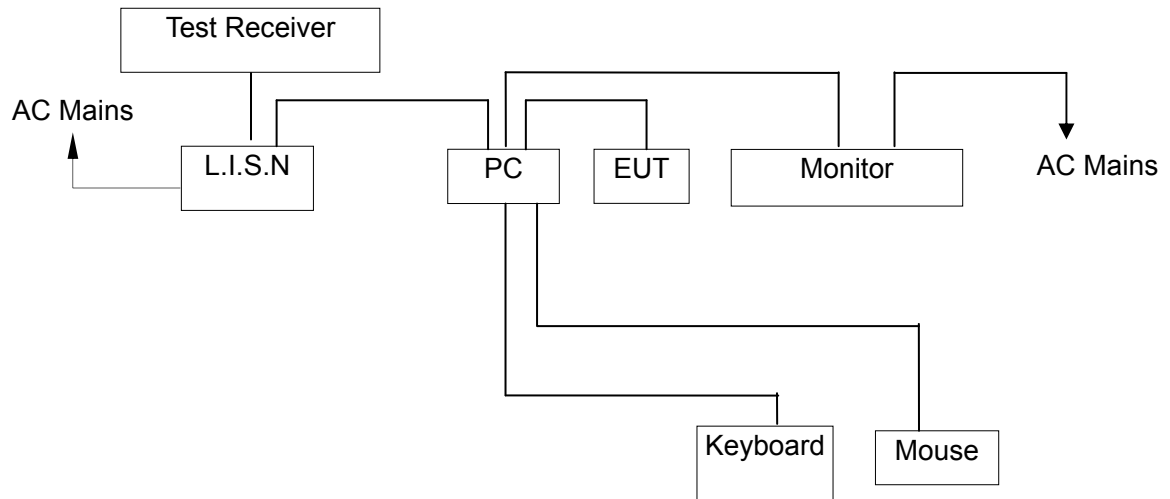 Test Receiver
AC Mains
L.I.S.N
PC
EUT
Monitor
AC Mains
Keyboard
Mouse